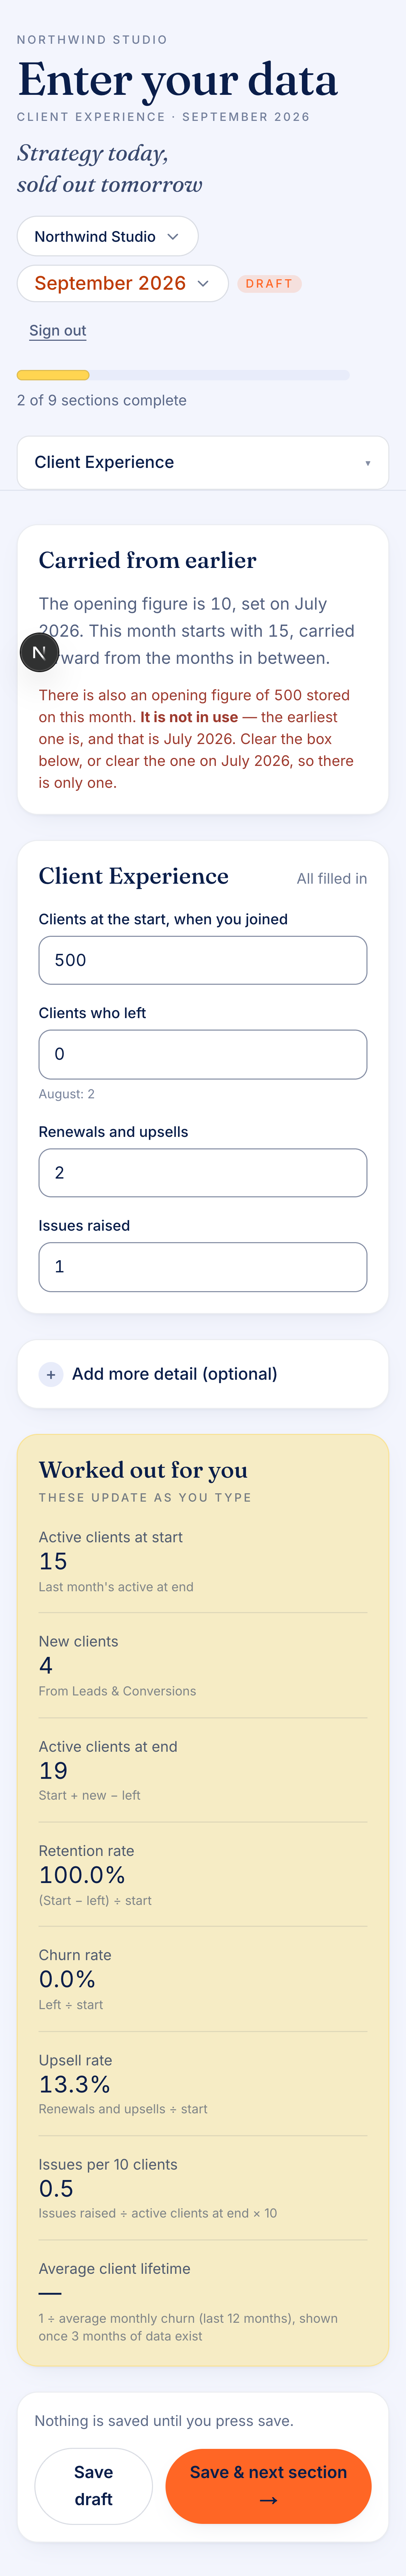 NORTHWIND STUDIO
Enter your data
CLIENT EXPERIENCE · SEPTEMBER 2026
Strategy today,
sold out tomorrow
Northwind Studio
September 2026
DRAFT
Sign out
2 of 9 sections complete
Client Experience
Carried from earlier
The opening figure is 10, set on July
2026. This month starts with 15, carried
ward from the months in between.
N
There is also an opening figure of 500 stored
on this month. It is not in use — the earliest
one is, and that is July 2026. Clear the box
below, or clear the one on July 2026, so there
is only one.
Client Experience
All filled in
Clients at the start, when you joined
500
Clients who left
0
August: 2
Renewals and upsells
2
Issues raised
1
+ Add more detail (optional)
Worked out for you
THESE UPDATE AS YOU TYPE
Active clients at start
15
Last month's active at end
New clients
4
From Leads & Conversions
Active clients at end
19
Start + new − left
Retention rate
100.0%
(Start − left) ÷ start
Churn rate
0.0%
Left ÷ start
Upsell rate
13.3%
Renewals and upsells ÷ start
Issues per 10 clients
0.5
Issues raised ÷ active clients at end × 10
Average client lifetime
—
1 ÷ average monthly churn (last 12 months), shown
once 3 months of data exist
Nothing is saved until you press save.
Save
draft
Save & next section
→